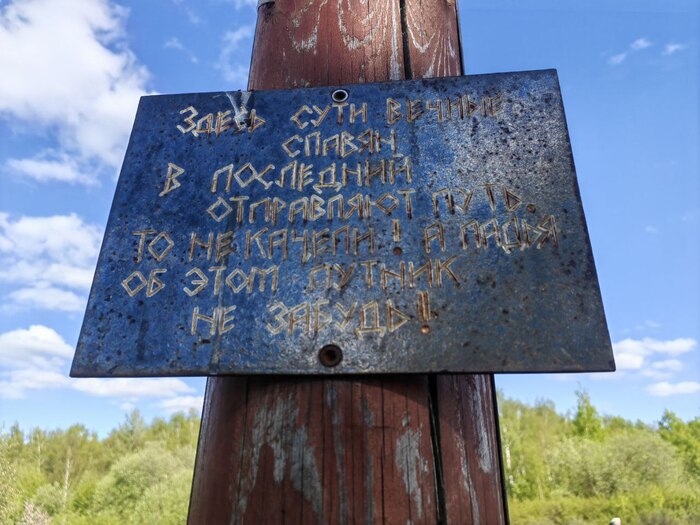 Здесь сути вечные
славян
в последний
отправляют путь.
то не качели! а ладья
об этом путник
не забудь!